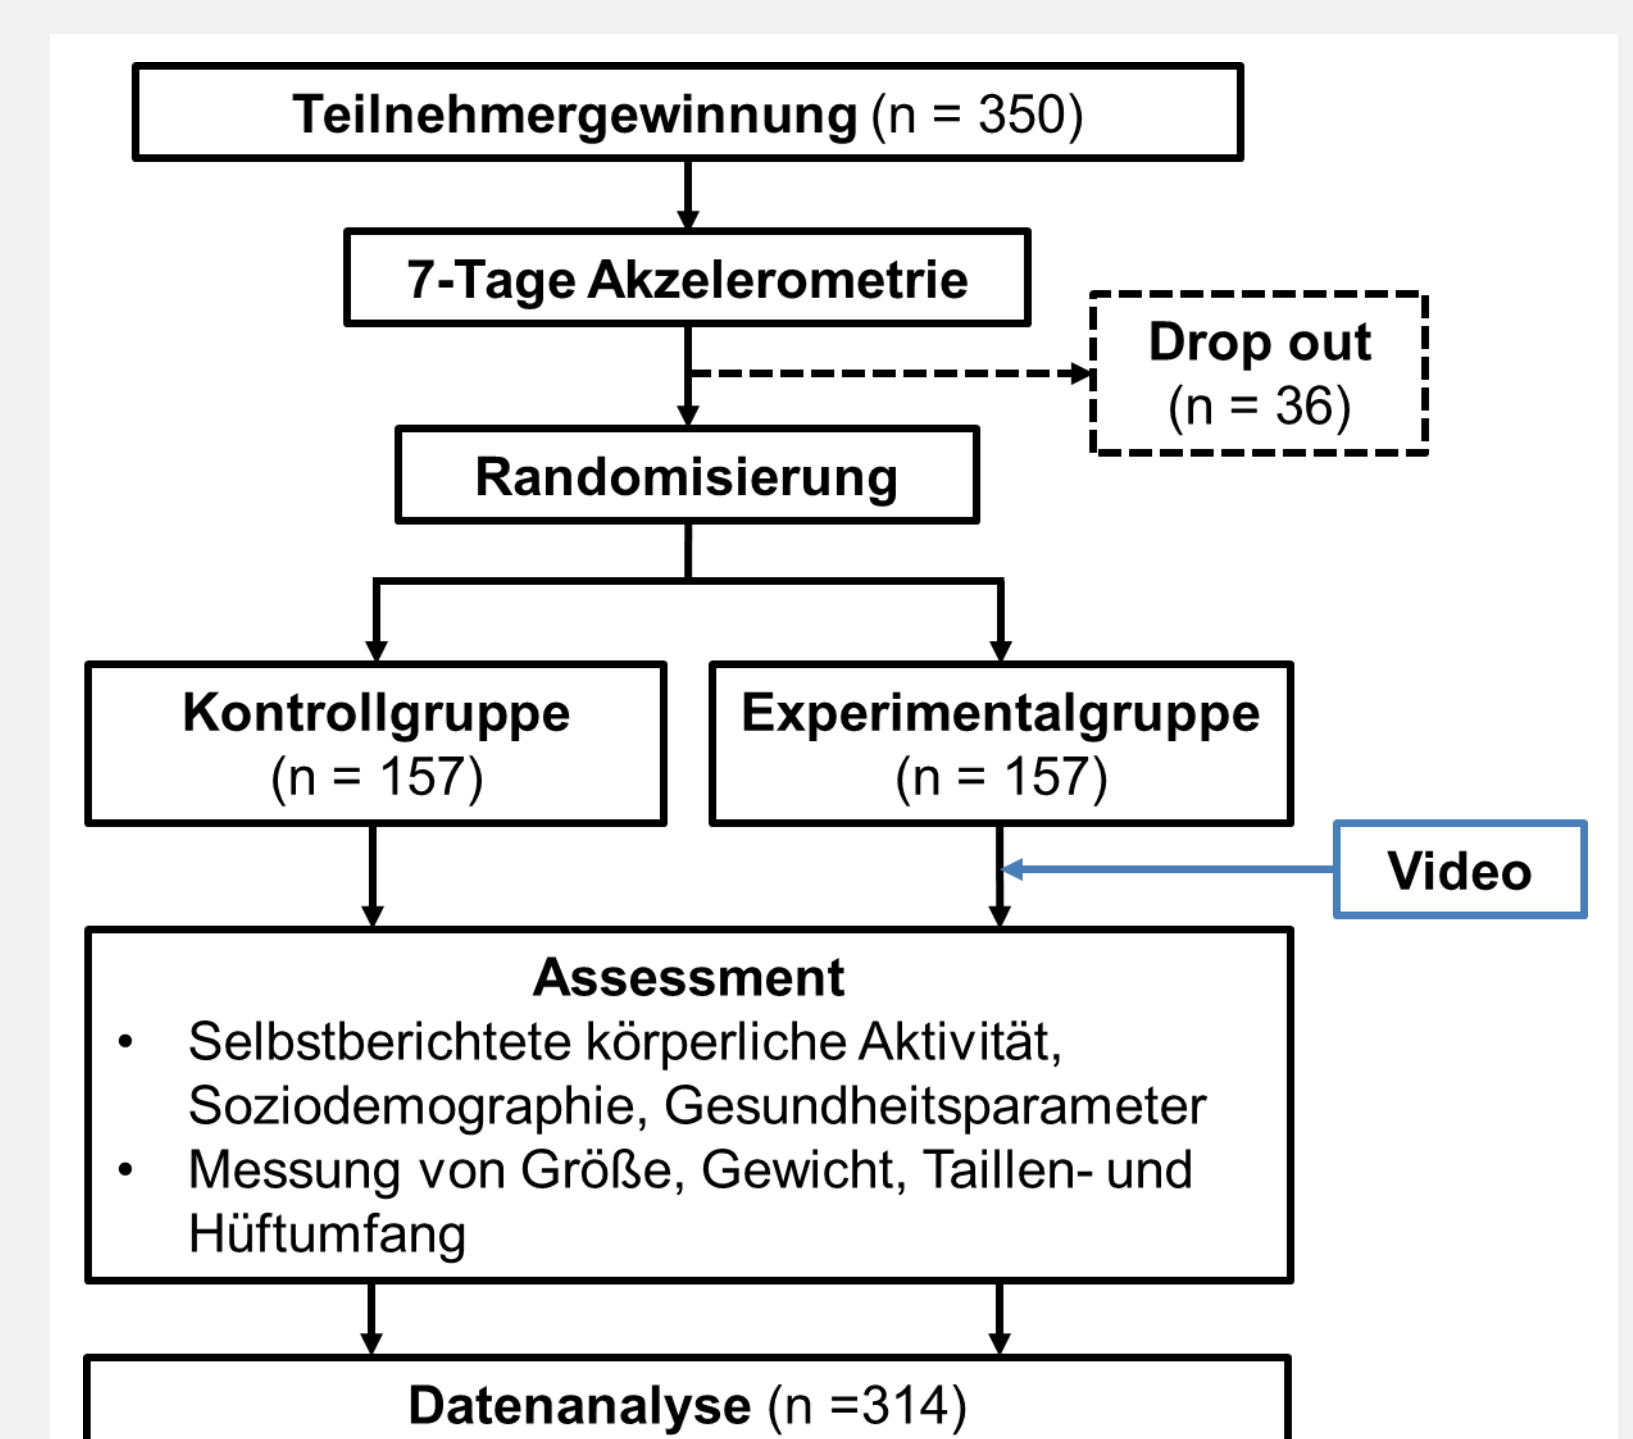 Teilnehmergewinnung (n = 350)
7-Tage Akzelerometrie
Drop out
(n = 36)
Randomisierung
Kontrollgruppe
(n = 157)
Experimentalgruppe
(n = 157)
Video
Assessment
• Selbstberichtete körperliche Aktivität,
Soziodemographie, Gesundheitsparameter
• Messung von Größe, Gewicht, Taillen- und
Hüftumfang
Datenanalyse (n =314)